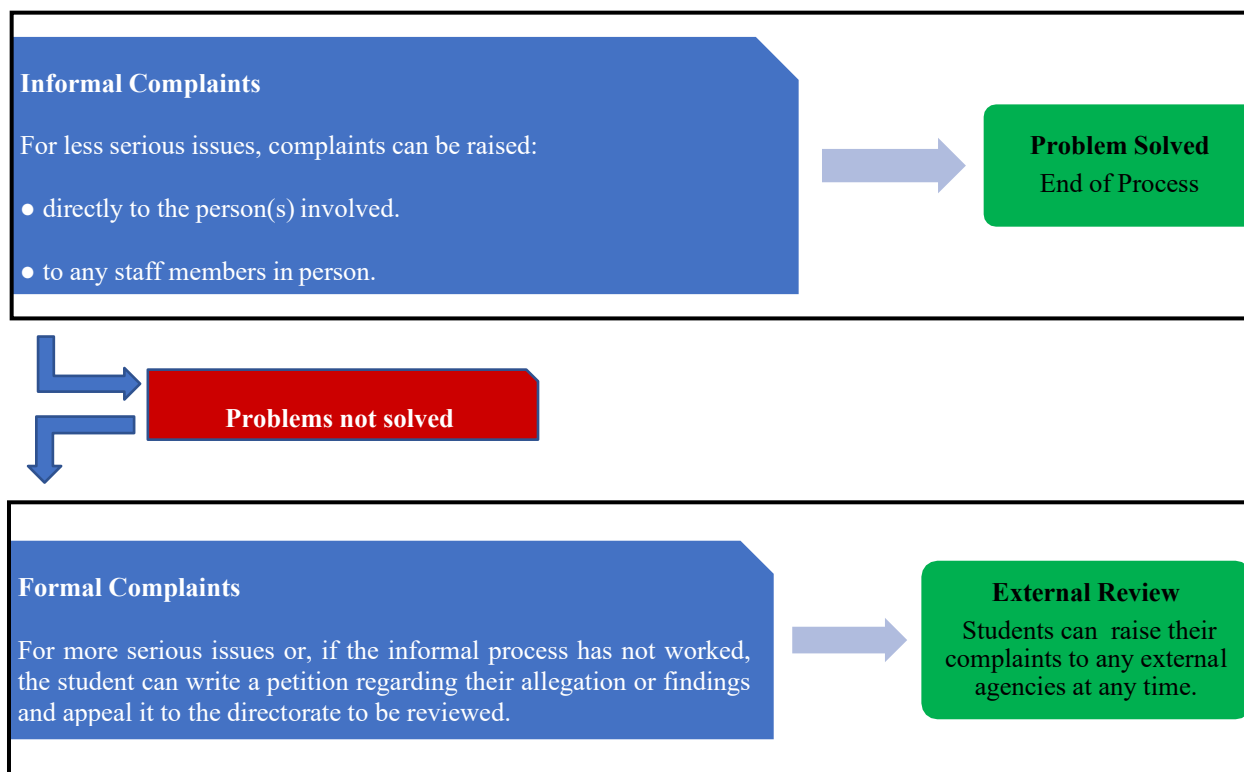 Informal Complaints
For less serious issues, complaints can be raised:
● directly to the person(s) involved.
● to any staff members in person.
Problem Solved
End of Process
Problems not solved
Formal Complaints
For more serious issues or, if the informal process has not worked,
the student can write a petition regarding their allegation or findings
and appeal it to the directorate to be reviewed.
External Review
Students can raise their
complaints to any external
agencies at any time.